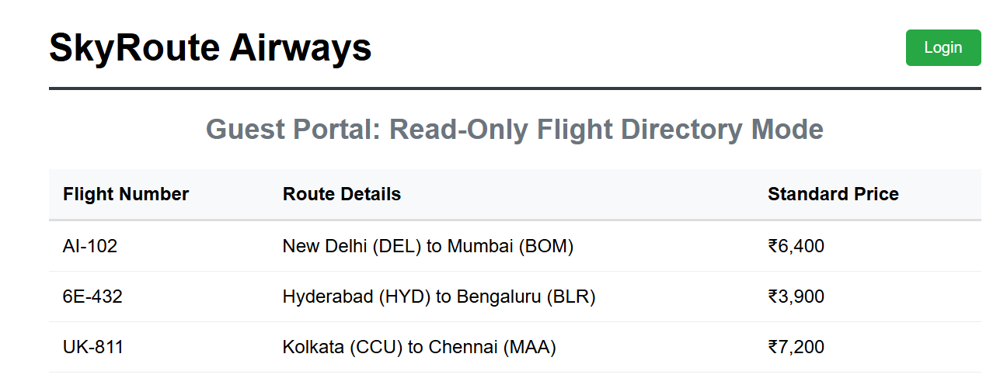 SkyRoute Airways
Login
Guest Portal: Read-Only Flight Directory Mode
Flight Number Route Details Standard Price
AI-102 New Delhi (DEL) to Mumbai (BOM) ₹6,400
6E-432 Hyderabad (HYD) to Bengaluru (BLR) ₹3,900
UK-811 Kolkata (CCU) to Chennai (MAA) ₹7,200